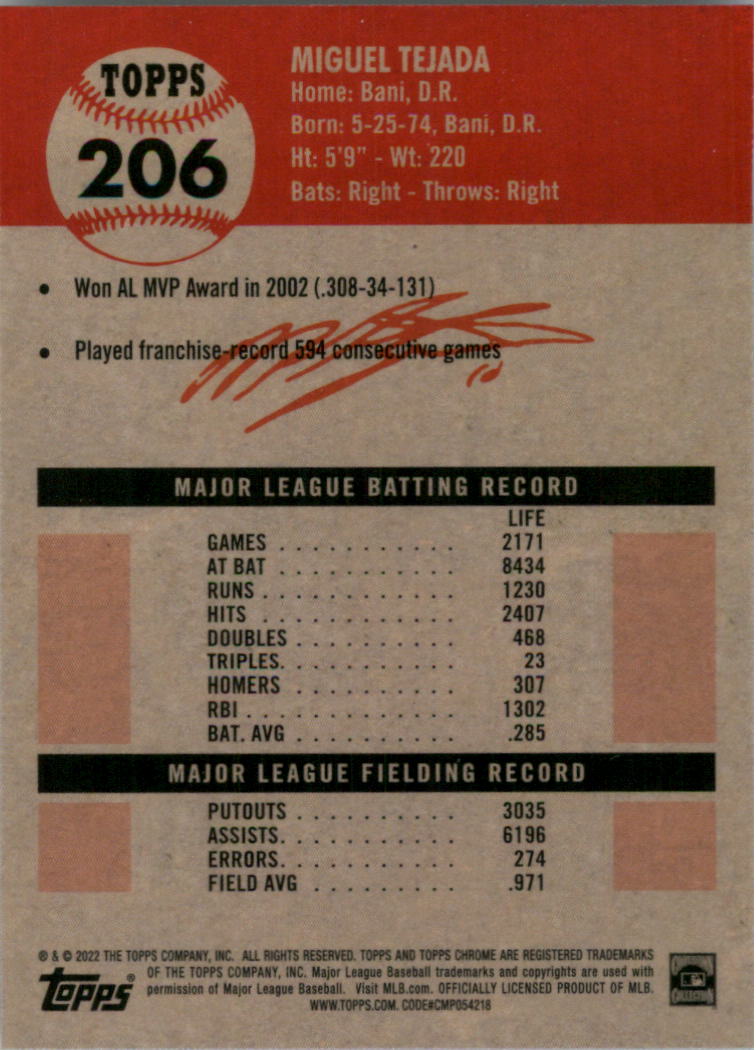 TOPPS
206
MIGUEL TEJADA
Home: Bani, D.R.
Born: 5-25-74, Bani, D.R.
Ht: 5'9" - Wt: 220
Bats: Right - Throws: Right
• Won AL MVP Award in 2002 (.308-34-131)
• Played franchise-record 594 consecutive games
10
MAJOR LEAGUE BATTING RECORD
LIFE
GAMES . . . . . . . . . . . 2171
AT BAT . . . . . . . . . . . 8434
RUNS . . . . . . . . . . . . 1230
HITS . . . . . . . . . . . . 2407
DOUBLES . . . . . . . . . . 468
TRIPLES. . . . . . . . . . . 23
HOMERS . . . . . . . . . . 307
RBI . . . . . . . . . . . . . 1302
BAT. AVG . . . . . . . . . . .285
MAJOR LEAGUE FIELDING RECORD
PUTOUTS . . . . . . . . . . 3035
ASSISTS. . . . . . . . . . . 6196
ERRORS. . . . . . . . . . . 274
FIELD AVG . . . . . . . . . .971
® & © 2022 THE TOPPS COMPANY, INC. ALL RIGHTS RESERVED. TOPPS AND TOPPS CHROME ARE REGISTERED TRADEMARKS
OF THE TOPPS COMPANY, INC. Major League Baseball trademarks and copyrights are used with
permission of Major League Baseball. Visit MLB.com. OFFICIALLY LICENSED PRODUCT OF MLB.
WWW.TOPPS.COM. CODE#CMP054218
topps®